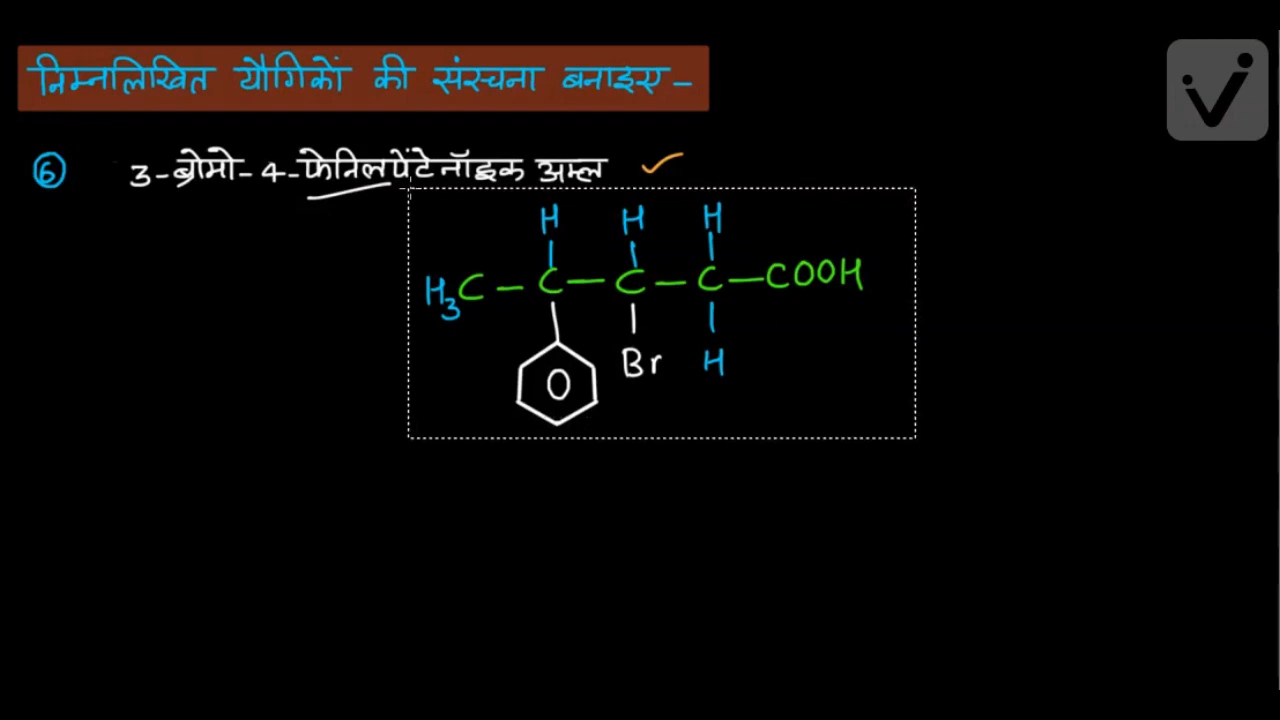 निम्नलिखित यौगिकों की संरचना बनाइए -
⑥ 3-ब्रोमो-4-फेनिलपेंटेनॉइक अम्ल ✓
H H H
H₃C - C - C - C - COOH
Br H